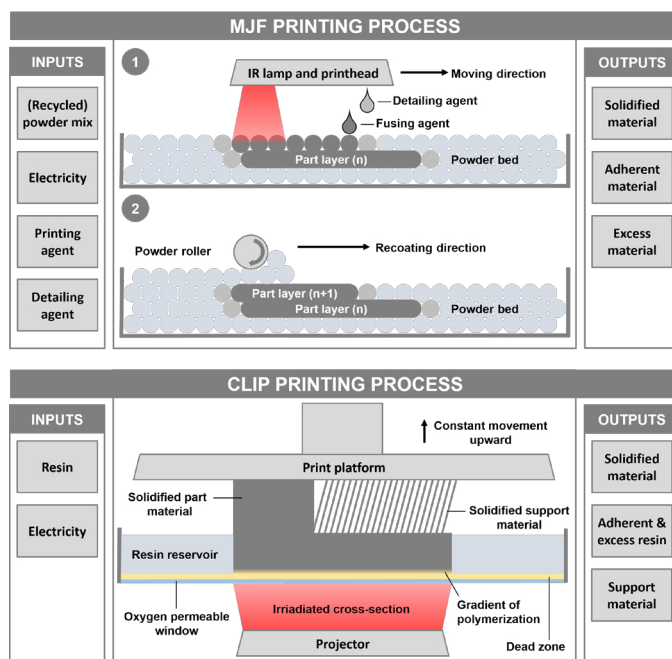 MJF PRINTING PROCESS
INPUTS
(Recycled)
powder mix
Electricity
Printing
agent
Detailing
agent
1
IR lamp and printhead
Moving direction
Detailing agent
Fusing agent
Part layer (n)
Powder bed
2
Powder roller
Recoating direction
Part layer (n+1)
Part layer (n)
Powder bed
OUTPUTS
Solidified
material
Adherent
material
Excess
material
CLIP PRINTING PROCESS
INPUTS
Resin
Electricity
Constant movement
upward
Print platform
Solidified part
material
Solidified support
material
Resin reservoir
Oxygen permeable
window
Irriadiated cross-section
Gradient of
polymerization
Projector
Dead zone
OUTPUTS
Solidified
material
Adherent &
excess resin
Support
material